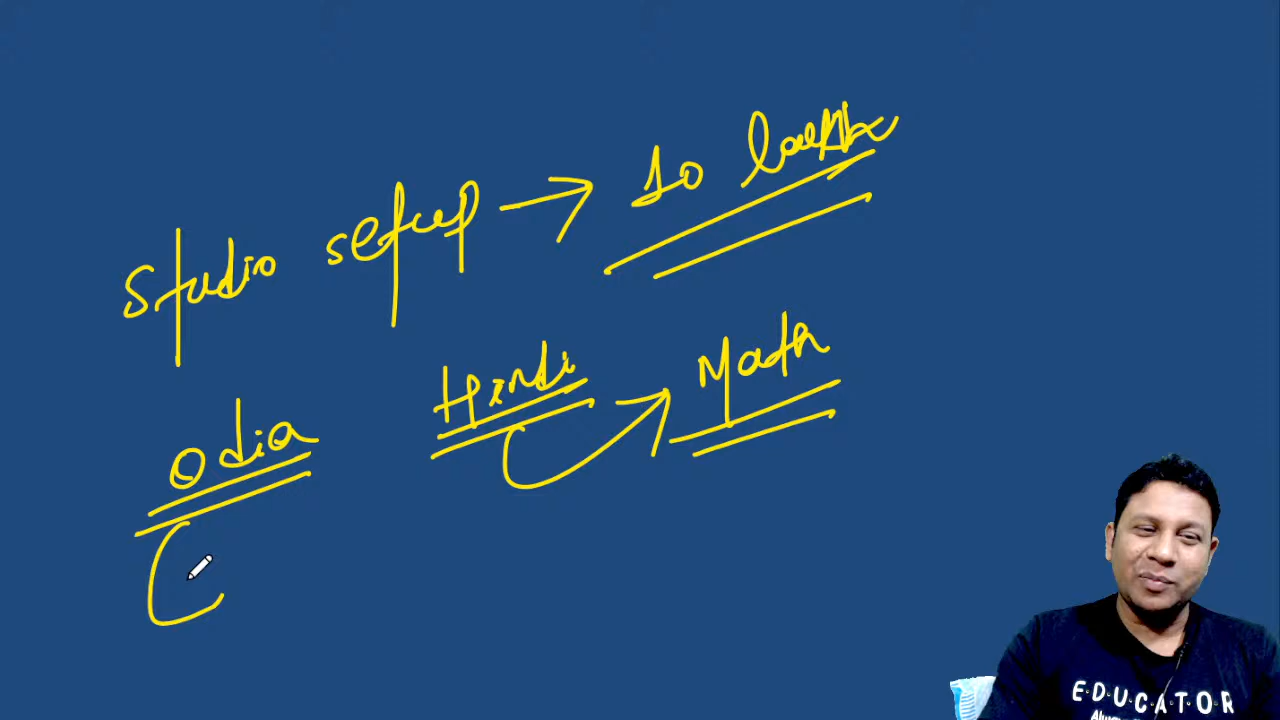 Studio setup → 10 lakh
Odia Hindi → Math
EDUCATOR